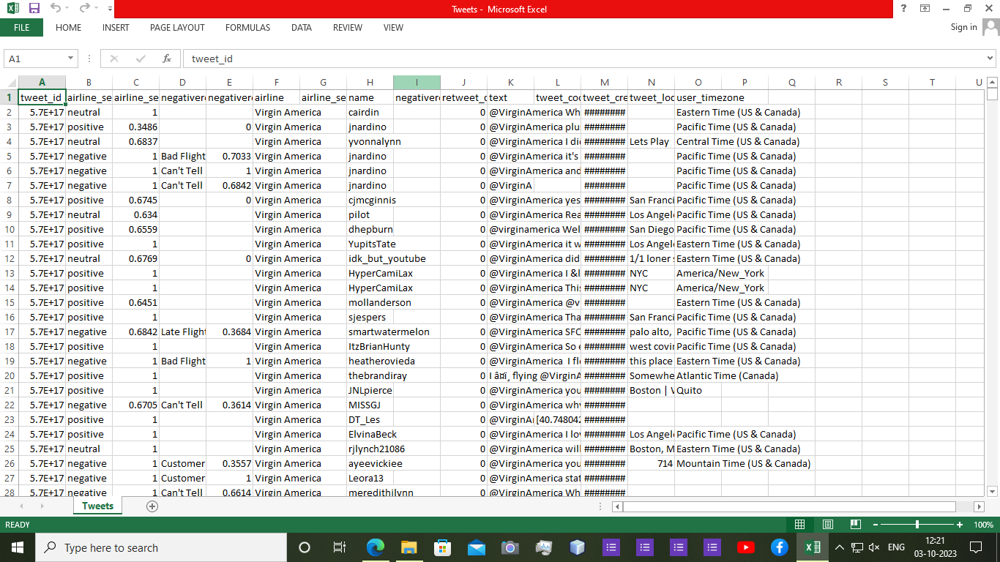 Tweets - Microsoft Excel
FILE HOME INSERT PAGE LAYOUT FORMULAS DATA REVIEW VIEW Sign in
A1 fx tweet_id
A B C D E F G H I J K L M N O P Q R S T U
1 tweet_id airline_se airline_se negativere negativere airline airline_se name negativere retweet_c text tweet_coo tweet_cre tweet_loc user_timezone
2 5.7E+17 neutral 1 Virgin America cairdin 0 @VirginAmerica Wh ######## Eastern Time (US & Canada)
3 5.7E+17 positive 0.3486 0 Virgin America jnardino 0 @VirginAmerica plu ######## Pacific Time (US & Canada)
4 5.7E+17 neutral 0.6837 Virgin America yvonnalynn 0 @VirginAmerica I did ######## Lets Play Central Time (US & Canada)
5 5.7E+17 negative 1 Bad Flight 0.7033 Virgin America jnardino 0 @VirginAmerica it's ######## Pacific Time (US & Canada)
6 5.7E+17 negative 1 Can't Tell 1 Virgin America jnardino 0 @VirginAmerica and ######## Pacific Time (US & Canada)
7 5.7E+17 negative 1 Can't Tell 0.6842 Virgin America jnardino 0 @VirginA ######## Pacific Time (US & Canada)
8 5.7E+17 positive 0.6745 0 Virgin America cjmcginnis 0 @VirginAmerica yes ######## San Franci Pacific Time (US & Canada)
9 5.7E+17 neutral 0.634 Virgin America pilot 0 @VirginAmerica Rea ######## Los Angele Pacific Time (US & Canada)
10 5.7E+17 positive 0.6559 Virgin America dhepburn 0 @virginamerica Wel ######## San Diego Pacific Time (US & Canada)
11 5.7E+17 positive 1 Virgin America YupitsTate 0 @VirginAmerica it w ######## Los Angele Eastern Time (US & Canada)
12 5.7E+17 neutral 0.6769 0 Virgin America idk_but_youtube 0 @VirginAmerica did ######## 1/1 loner s Eastern Time (US & Canada)
13 5.7E+17 positive 1 Virgin America HyperCamiLax 0 @VirginAmerica I &l ######## NYC America/New_York
14 5.7E+17 positive 1 Virgin America HyperCamiLax 0 @VirginAmerica This ######## NYC America/New_York
15 5.7E+17 positive 0.6451 Virgin America mollanderson 0 @VirginAmerica @v ######## Eastern Time (US & Canada)
16 5.7E+17 positive 1 Virgin America sjespers 0 @VirginAmerica Tha ######## San Franci Pacific Time (US & Canada)
17 5.7E+17 negative 0.6842 Late Flight 0.3684 Virgin America smartwatermelon 0 @VirginAmerica SFO ######## palo alto, Pacific Time (US & Canada)
18 5.7E+17 positive 1 Virgin America ItzBrianHunty 0 @VirginAmerica So e ######## west covin Pacific Time (US & Canada)
19 5.7E+17 negative 1 Bad Flight 1 Virgin America heatherovieda 0 @VirginAmerica I fl ######## this place Eastern Time (US & Canada)
20 5.7E+17 positive 1 Virgin America thebrandiray 0 I flying @VirginA ######## Somewhe Atlantic Time (Canada)
21 5.7E+17 positive 1 Virgin America JNLpierce 0 @VirginAmerica you ######## Boston | Quito
22 5.7E+17 negative 0.6705 Can't Tell 0.3614 Virgin America MISSGJ 0 @VirginAmerica why ########
23 5.7E+17 positive 1 Virgin America DT_Les 0 @VirginA [40.748042 ########
24 5.7E+17 positive 1 Virgin America ElvinaBeck 0 @VirginAmerica I lo ######## Los Angele Pacific Time (US & Canada)
25 5.7E+17 neutral 1 Virgin America rjlynch21086 0 @VirginAmerica will ######## Boston, M Eastern Time (US & Canada)
26 5.7E+17 negative 1 Customer 0.3557 Virgin America ayeevickiee 0 @VirginAmerica you ######## 714 Mountain Time (US & Canada)
27 5.7E+17 negative 1 Customer 1 Virgin America Leora13 0 @VirginAmerica stat ########
28 5.7E+17 negative 1 Can't Tell 0.6614 Virgin America meredithilynn 0 @VirginAmerica Wh ########
Tweets
READY 100%
Type here to search ENG 12:21
03-10-2023